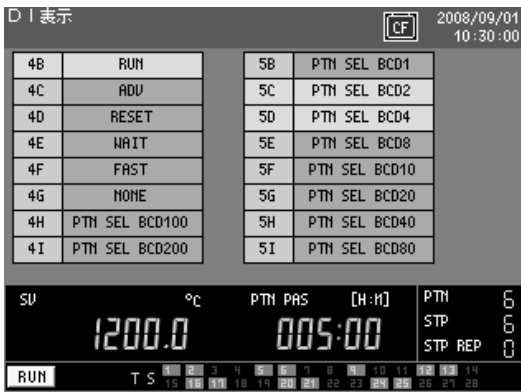 DI表示 CF 2008/09/01
10:30:00
4B RUN 5B PTN SEL BCD1
4C ADV 5C PTN SEL BCD2
4D RESET 5D PTN SEL BCD4
4E WAIT 5E PTN SEL BCD8
4F FAST 5F PTN SEL BCD10
4G NONE 5G PTN SEL BCD20
4H PTN SEL BCD100 5H PTN SEL BCD40
4I PTN SEL BCD200 5I PTN SEL BCD80
SV °C PTN PAS [H:M] PTN 6
1200.0 005:00 STP 6
STP REP 0
RUN TS 1 2 3 4 5 6 7 8 9 10 11 12 13 14
15 16 17 18 19 20 21 22 23 24 25 26 27 28